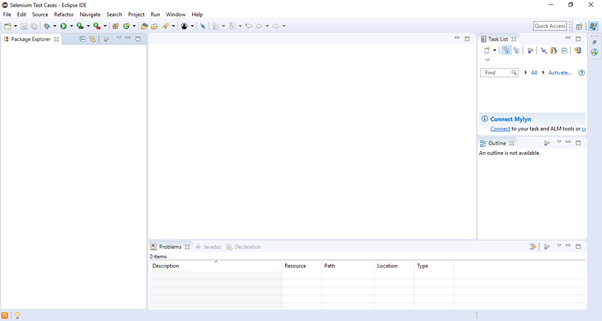 Selenium Test Cases - Eclipse IDE
File Edit Source Refactor Navigate Search Project Run Window Help
Quick Access
Package Explorer
Task List
Find All Activate...
Connect Mylyn
Connect to your task and ALM tools or
Outline
An outline is not available.
Problems Javadoc Declaration
0 items
Description Resource Path Location Type